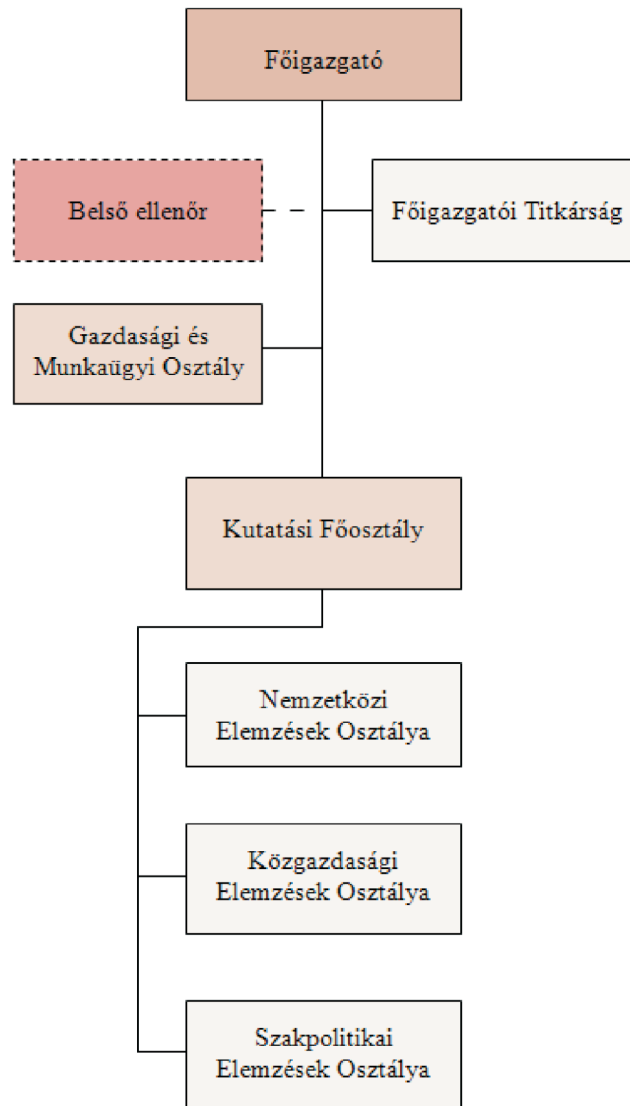 Főigazgató
Belső ellenőr
Főigazgatói Titkárság
Gazdasági és
Munkaügyi Osztály
Kutatási Főosztály
Nemzetközi
Elemzések Osztálya
Közgazdasági
Elemzések Osztálya
Szakpolitikai
Elemzések Osztálya